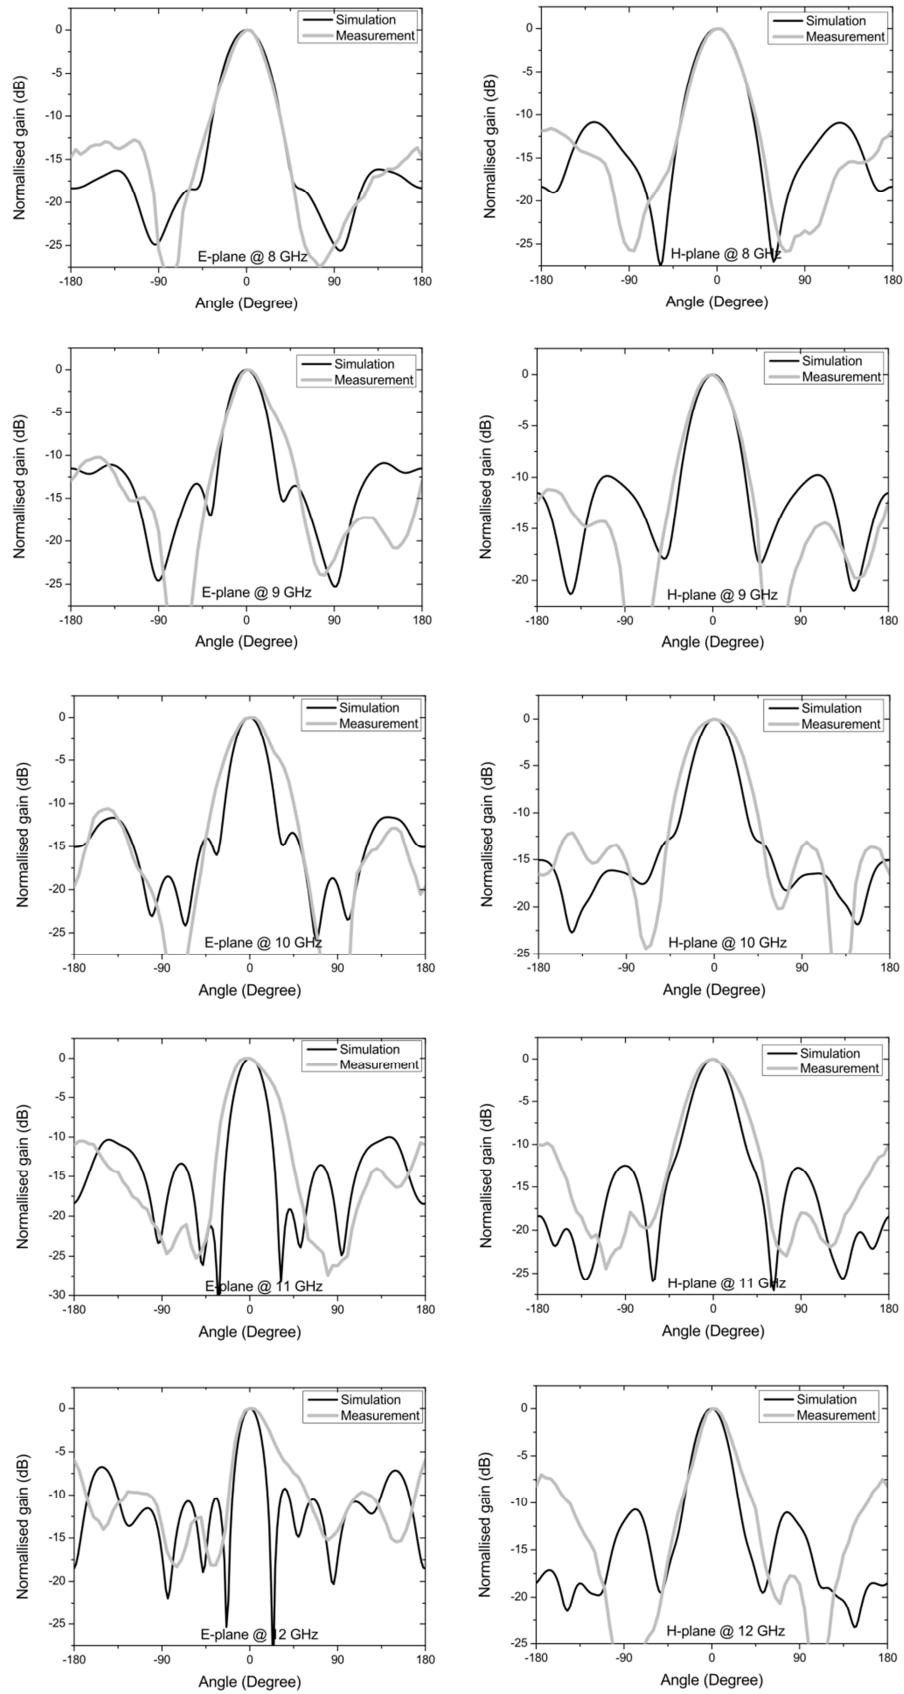 Simulation
Measurement
Normallised gain (dB)
0
-5
-10
-15
-20
-25
E-plane @ 8 GHz
-180 -90 0 90 180
Angle (Degree)
Simulation
Measurement
Normallised gain (dB)
0
-5
-10
-15
-20
-25
H-plane @ 8 GHz
-180 -90 0 90 180
Angle (Degree)
Simulation
Measurement
Normallised gain (dB)
0
-5
-10
-15
-20
-25
E-plane @ 9 GHz
-180 -90 0 90 180
Angle (Degree)
Simulation
Measurement
Normallised gain (dB)
0
-5
-10
-15
-20
H-plane @ 9 GHz
-180 -90 0 90 180
Angle (Degree)
Simulation
Measurement
Normallised gain (dB)
0
-5
-10
-15
-20
-25
E-plane @ 10 GHz
-180 -90 0 90 180
Angle (Degree)
Simulation
Measurement
Normallised gain (dB)
0
-5
-10
-15
-20
-25
H-plane @ 10 GHz
-180 -90 0 90 180
Angle (Degree)
Simulation
Measurement
Normallised gain (dB)
0
-5
-10
-15
-20
-25
-30
E-plane @ 11 GHz
-180 -90 0 90 180
Angle (Degree)
Simulation
Measurement
Normallised gain (dB)
0
-5
-10
-15
-20
-25
H-plane @ 11 GHz
-180 -90 0 90 180
Angle (Degree)
Simulation
Measurement
Normallised gain (dB)
0
-5
-10
-15
-20
-25
E-plane @ 12 GHz
-180 -90 0 90 180
Angle (Degree)
Simulation
Measurement
Normallised gain (dB)
0
-5
-10
-15
-20
-25
H-plane @ 12 GHz
-180 -90 0 90 180
Angle (Degree)